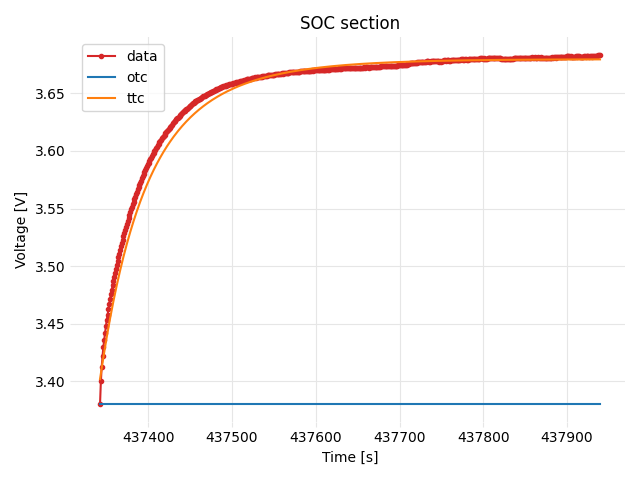 SOC section
data
otc
ttc
Voltage [V]
3.65
3.60
3.55
3.50
3.45
3.40
437400 437500 437600 437700 437800 437900
Time [s]